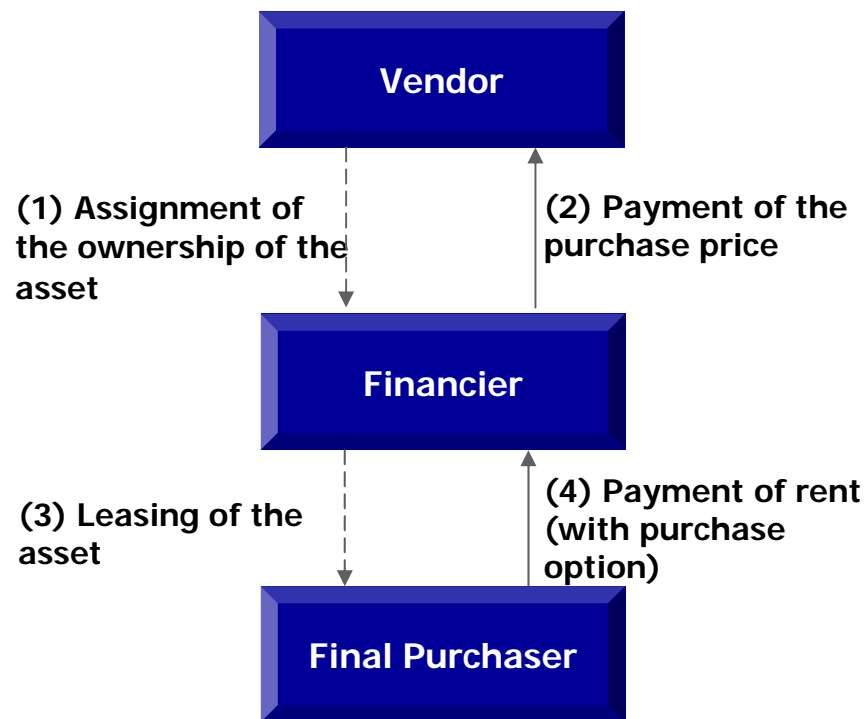 Vendor
(1) Assignment of
the ownership of the
asset
(2) Payment of the
purchase price
Financier
(3) Leasing of the
asset
(4) Payment of rent
(with purchase
option)
Final Purchaser